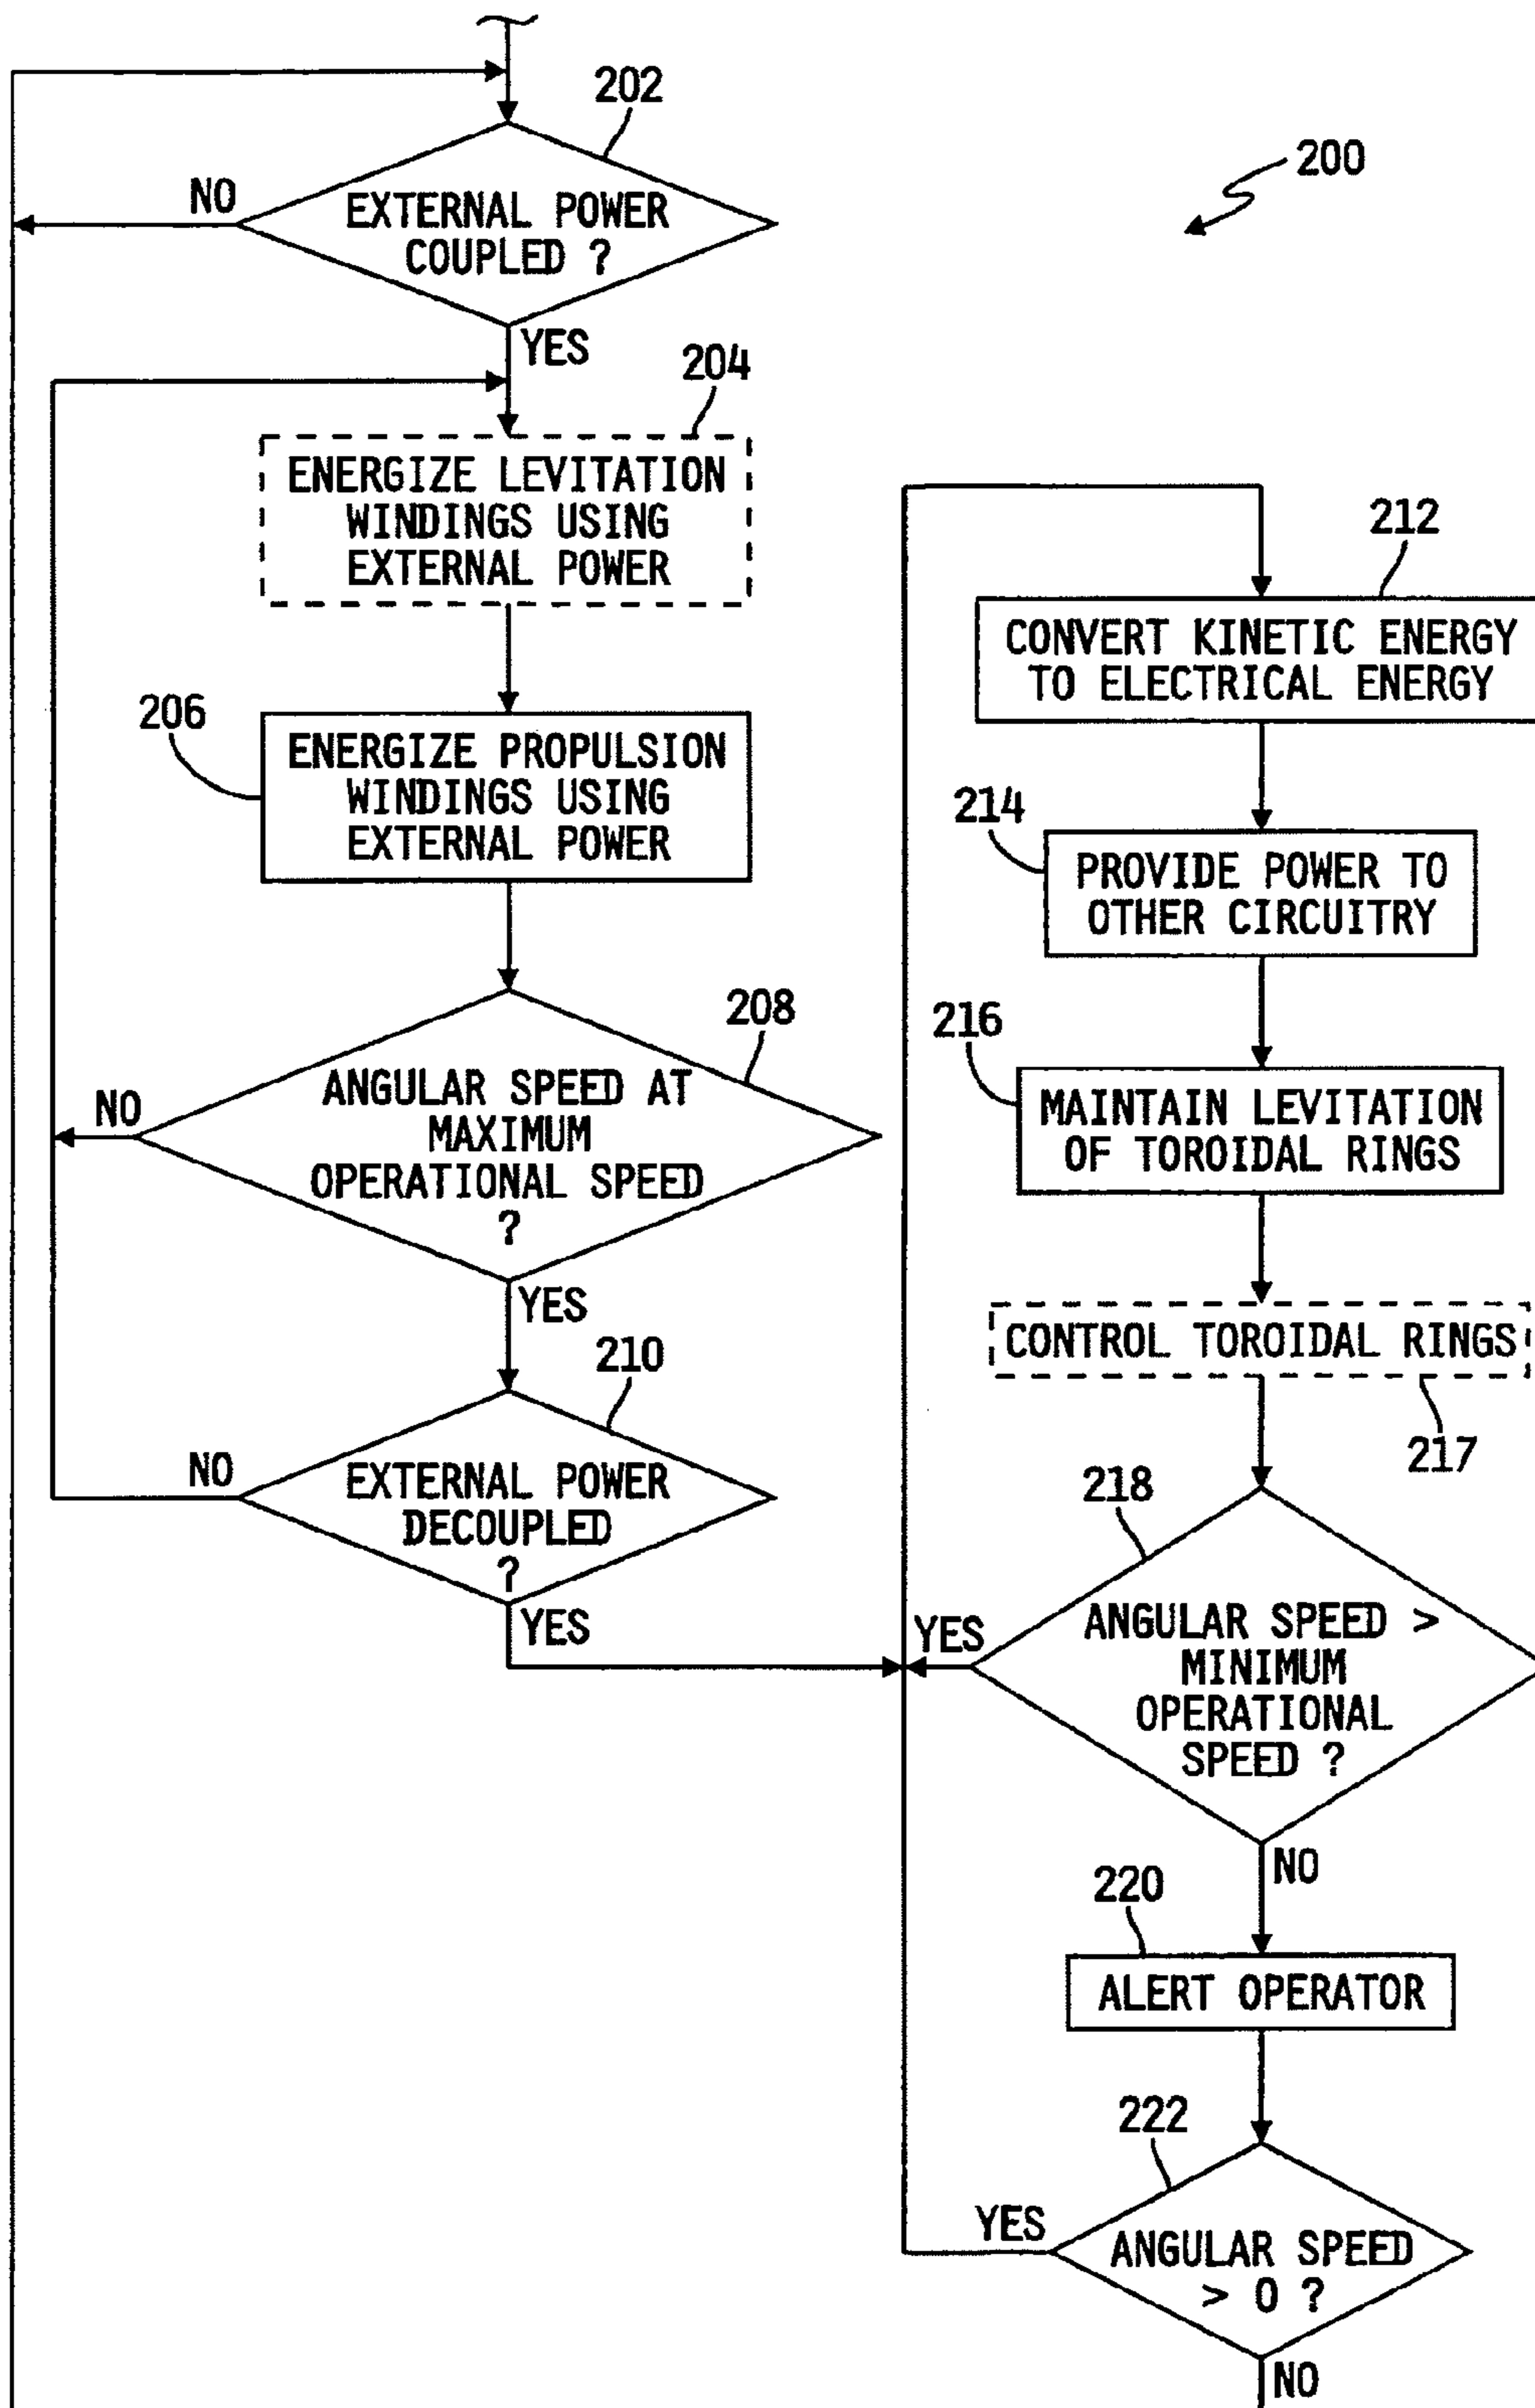 202
200
NO
EXTERNAL POWER
COUPLED ?
YES
204
ENERGIZE LEVITATION
WINDINGS USING
EXTERNAL POWER
206
ENERGIZE PROPULSION
WINDINGS USING
EXTERNAL POWER
208
NO
ANGULAR SPEED AT
MAXIMUM
OPERATIONAL SPEED
?
YES
210
NO
EXTERNAL POWER
DECOUPLED
?
YES
212
CONVERT KINETIC ENERGY
TO ELECTRICAL ENERGY
214
PROVIDE POWER TO
OTHER CIRCUITRY
216
MAINTAIN LEVITATION
OF TOROIDAL RINGS
CONTROL TOROIDAL RINGS
217
218
YES
ANGULAR SPEED >
MINIMUM
OPERATIONAL
SPEED ?
NO
220
ALERT OPERATOR
222
YES
ANGULAR SPEED
> 0 ?
NO